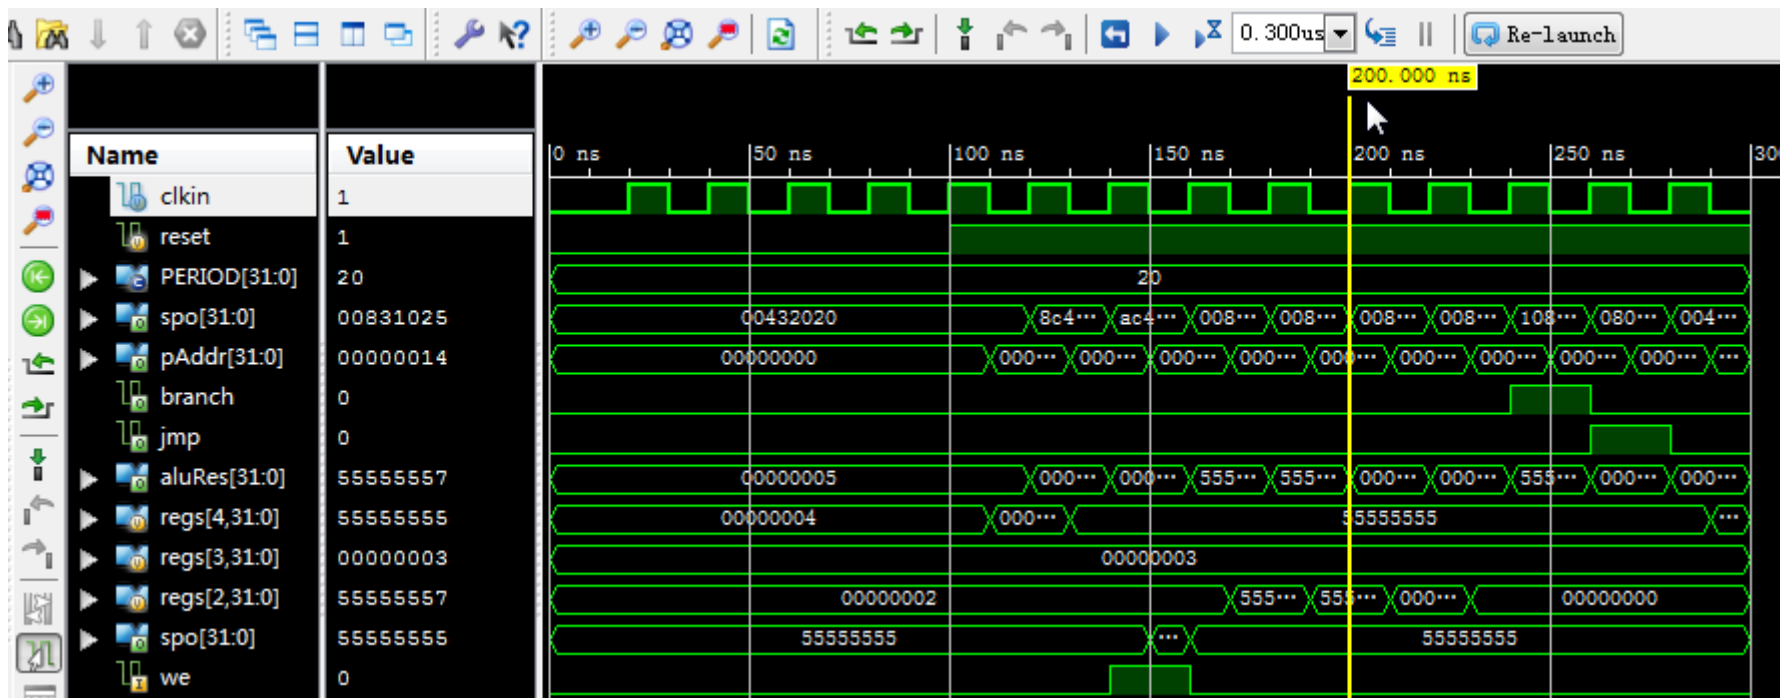 0.300us
Re-launch
200.000 ns
Name Value
0 ns 50 ns 100 ns 150 ns 200 ns 250 ns 300
clkin 1
reset 1
PERIOD[31:0] 20 20
spo[31:0] 00831025 00432020 8c4··· ac4··· 008··· 008··· 008··· 008··· 108··· 080··· 004···
pAddr[31:0] 00000014 00000000 000··· 000··· 000··· 000··· 000··· 000··· 000··· 000··· 000··· ···
branch 0
jmp 0
aluRes[31:0] 55555557 00000005 000··· 000··· 555··· 555··· 000··· 000··· 555··· 000··· 000···
regs[4,31:0] 55555555 00000004 000··· 55555555 ···
regs[3,31:0] 00000003 00000003
regs[2,31:0] 55555557 00000002 555··· 555··· 000··· 00000000
spo[31:0] 55555555 55555555 ··· 55555555
we 0